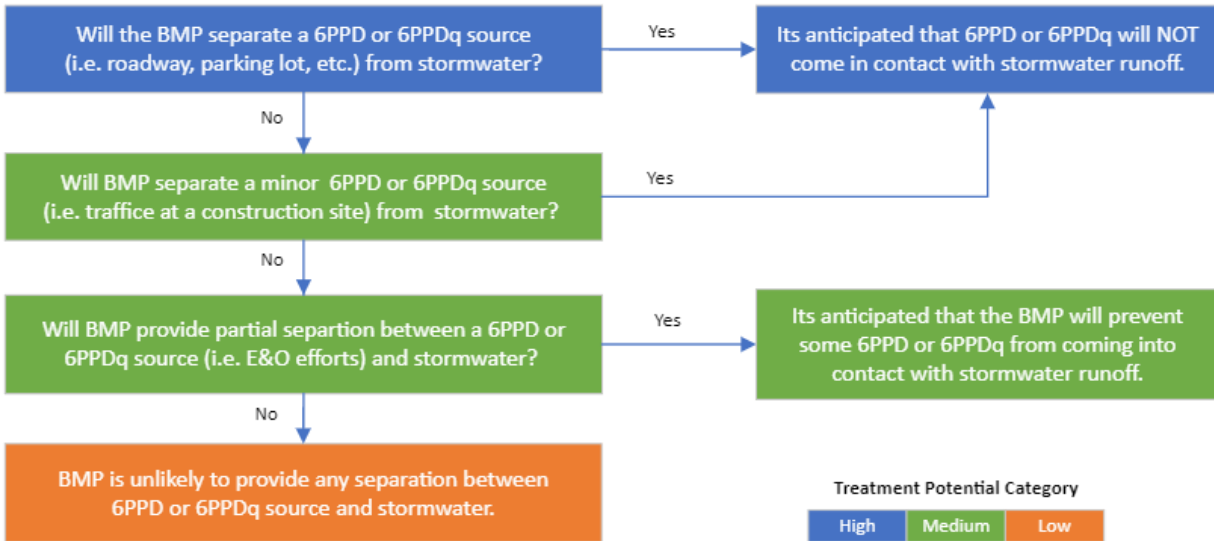 Will the BMP separate a 6PPD or 6PPDq source
(i.e. roadway, parking lot, etc.) from stormwater?
Yes
Its anticipated that 6PPD or 6PPDq will NOT
come in contact with stormwater runoff.
No
Will BMP separate a minor 6PPD or 6PPDq source
(i.e. traffice at a construction site) from stormwater?
Yes
No
Will BMP provide partial separtion between a 6PPD or
6PPDq source (i.e. E&O efforts) and stormwater?
Yes
Its anticipated that the BMP will prevent
some 6PPD or 6PPDq from coming into
contact with stormwater runoff.
No
BMP is unlikely to provide any separation between
6PPD or 6PPDq source and stormwater.
Treatment Potential Category
High Medium Low